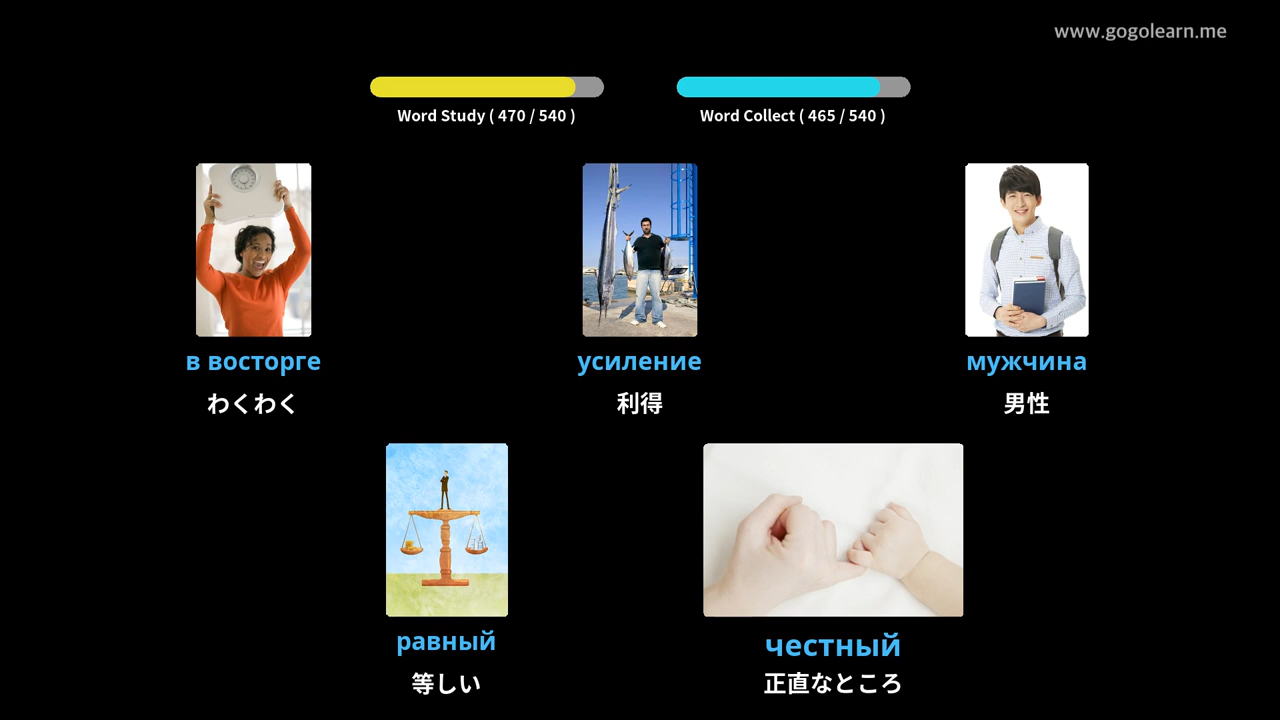 www.gogolearn.me
Word Study ( 470 / 540 )
Word Collect ( 465 / 540 )
в восторге
わくわく
усиление
利得
мужчина
男性
равный
等しい
честный
正直なところ